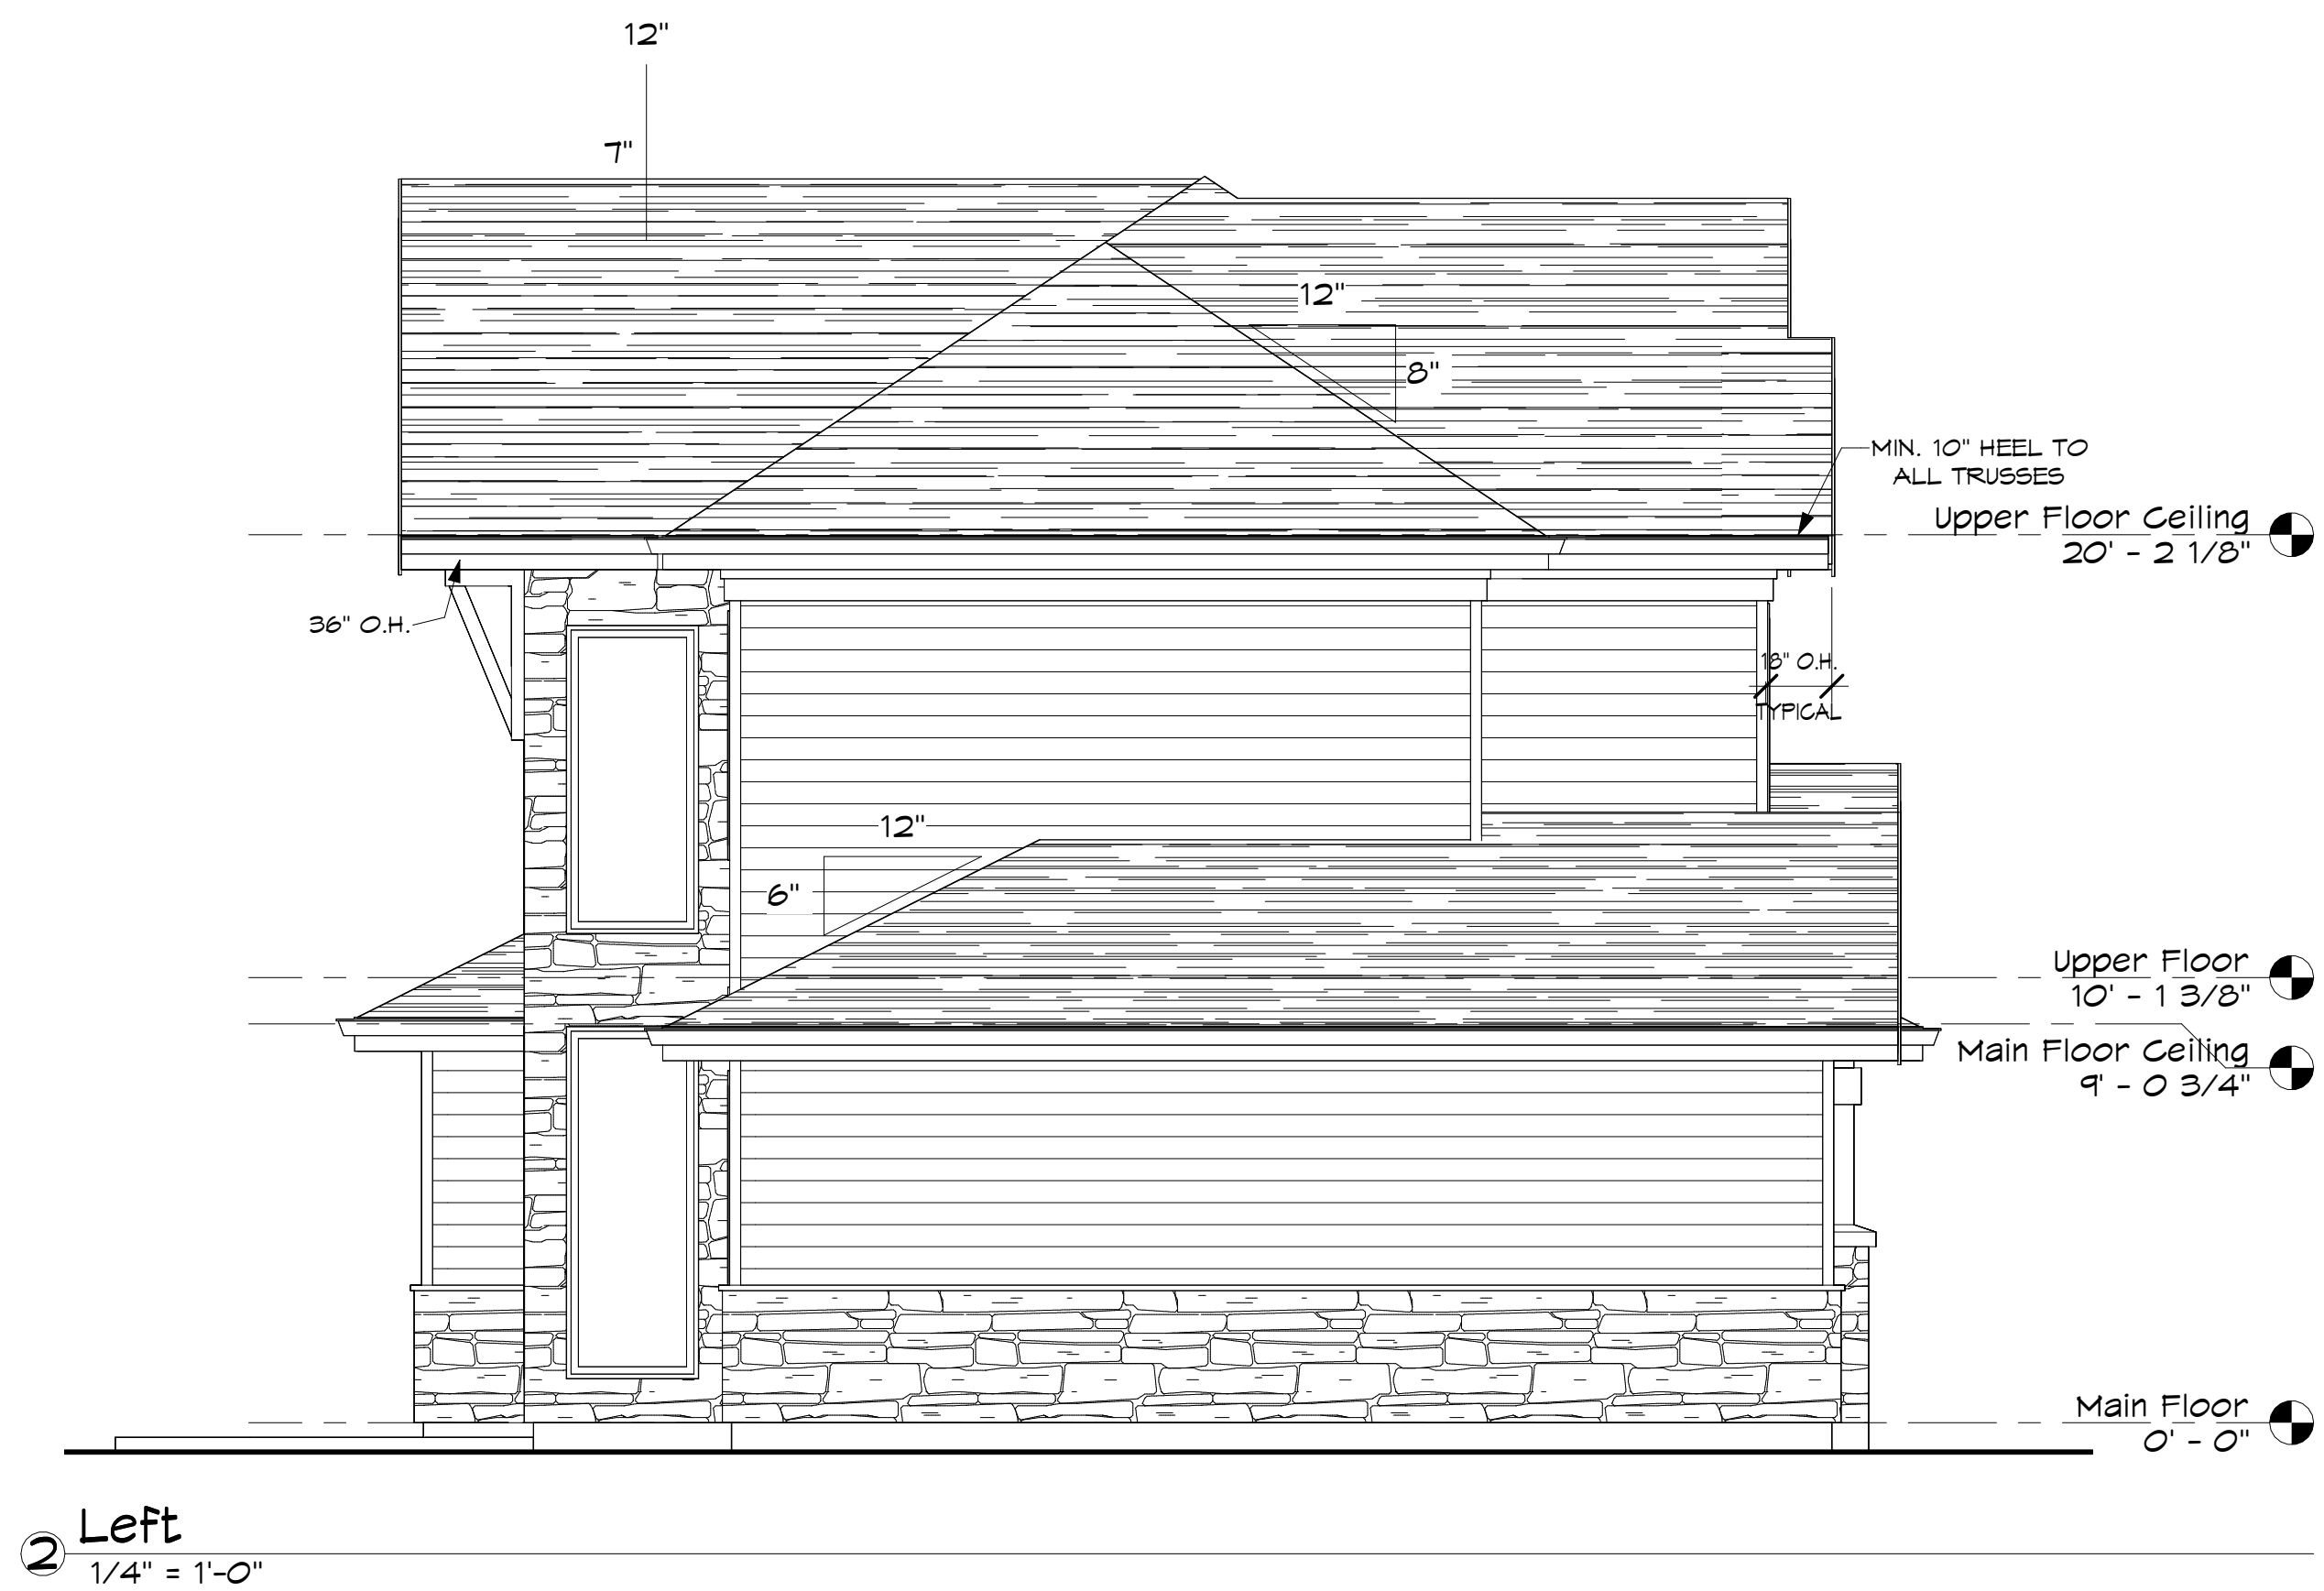 12"
7"
12"
8"
MIN. 10" HEEL TO
ALL TRUSSES
Upper Floor Ceiling
20' - 2 1/8"
36" O.H.
18" O.H.
TYPICAL
12"
6"
Upper Floor
10' - 1 3/8"
Main Floor Ceiling
9' - 0 3/4"
Main Floor
0' - 0"
2 Left
1/4" = 1'-0"